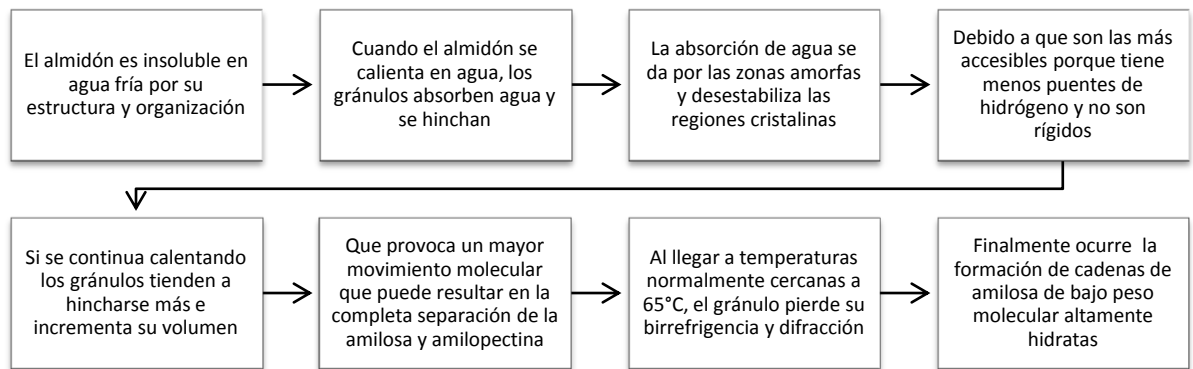 El almidón es insoluble en
agua fría por su
estructura y organización
Cuando el almidón se
calienta en agua, los
gránulos absorben agua y
se hinchan
La absorción de agua se
da por las zonas amorfas
y desestabiliza las
regiones cristalinas
Debido a que son las más
accesibles porque tiene
menos puentes de
hidrógeno y no son
rígidos
Si se continua calentando
los gránulos tienden a
hincharse más e
incrementa su volumen
Que provoca un mayor
movimiento molecular
que puede resultar en la
completa separación de la
amilosa y amilopectina
Al llegar a temperaturas
normalmente cercanas a
65°C, el gránulo pierde su
birrefrigencia y difracción
Finalmente ocurre la
formación de cadenas de
amilosa de bajo peso
molecular altamente
hidratas